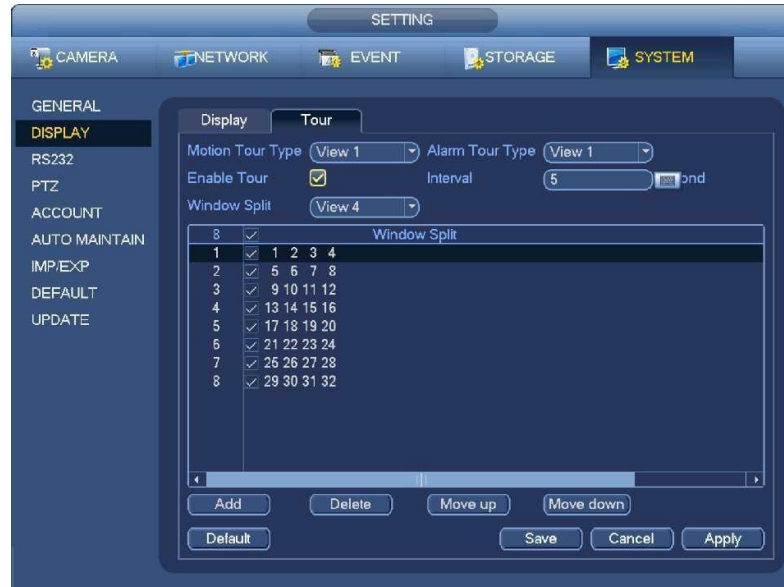 SETTING
CAMERA NETWORK EVENT STORAGE SYSTEM
GENERAL
DISPLAY
RS232
PTZ
ACCOUNT
AUTO MAINTAIN
IMP/EXP
DEFAULT
UPDATE
Display Tour
Motion Tour Type View 1 Alarm Tour Type View 1
Enable Tour Interval 5 ond
Window Split View 4
8 Window Split
1 1 2 3 4
2 5 6 7 8
3 9 10 11 12
4 13 14 15 16
5 17 18 19 20
6 21 22 23 24
7 25 26 27 28
8 29 30 31 32
Add Delete Move up Move down
Default Save Cancel Apply